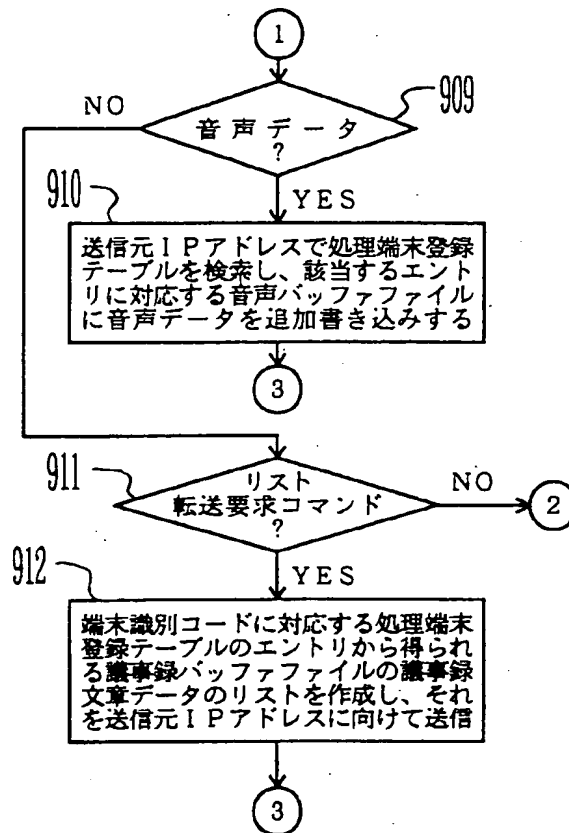 1
909
NO
音声データ
?
YES
910
送信元IPアドレスで処理端末登録
テーブルを検索し、該当するエント
リに対応する音声バッファファイル
に音声データを追加書き込みする
3
911
リスト
転送要求コマンド
?
NO
2
YES
912
端末識別コードに対応する処理端末
登録テーブルのエントリから得られ
る議事録バッファファイルの議事録
文章データのリストを作成し、それ
を送信元IPアドレスに向けて送信
3